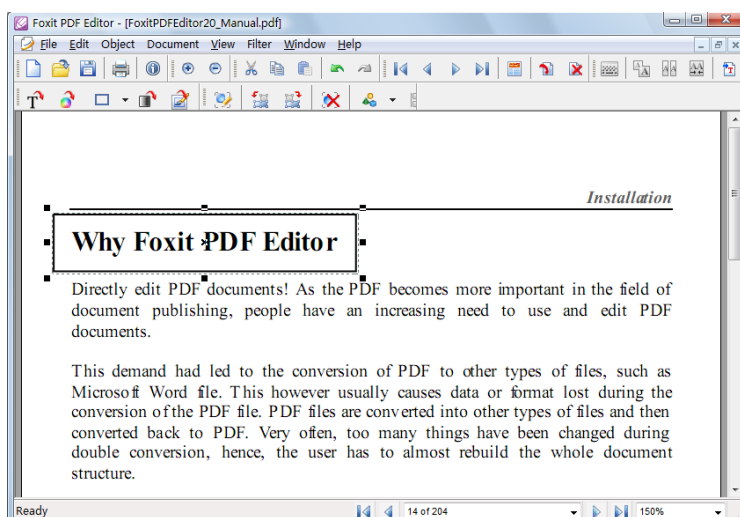 Foxit PDF Editor - [FoxitPDFEditor20_Manual.pdf]
File Edit Object Document View Filter Window Help
Installation
Why Foxit PDF Editor
Directly edit PDF documents! As the PDF becomes more important in the field of
document publishing, people have an increasing need to use and edit PDF
documents.
This demand had led to the conversion of PDF to other types of files, such as
Microsoft Word file. This however usually causes data or format lost during the
conversion of the PDF file. PDF files are converted into other types of files and then
converted back to PDF. Very often, too many things have been changed during
double conversion, hence, the user has to almost rebuild the whole document
structure.
Ready 14 of 204 150%